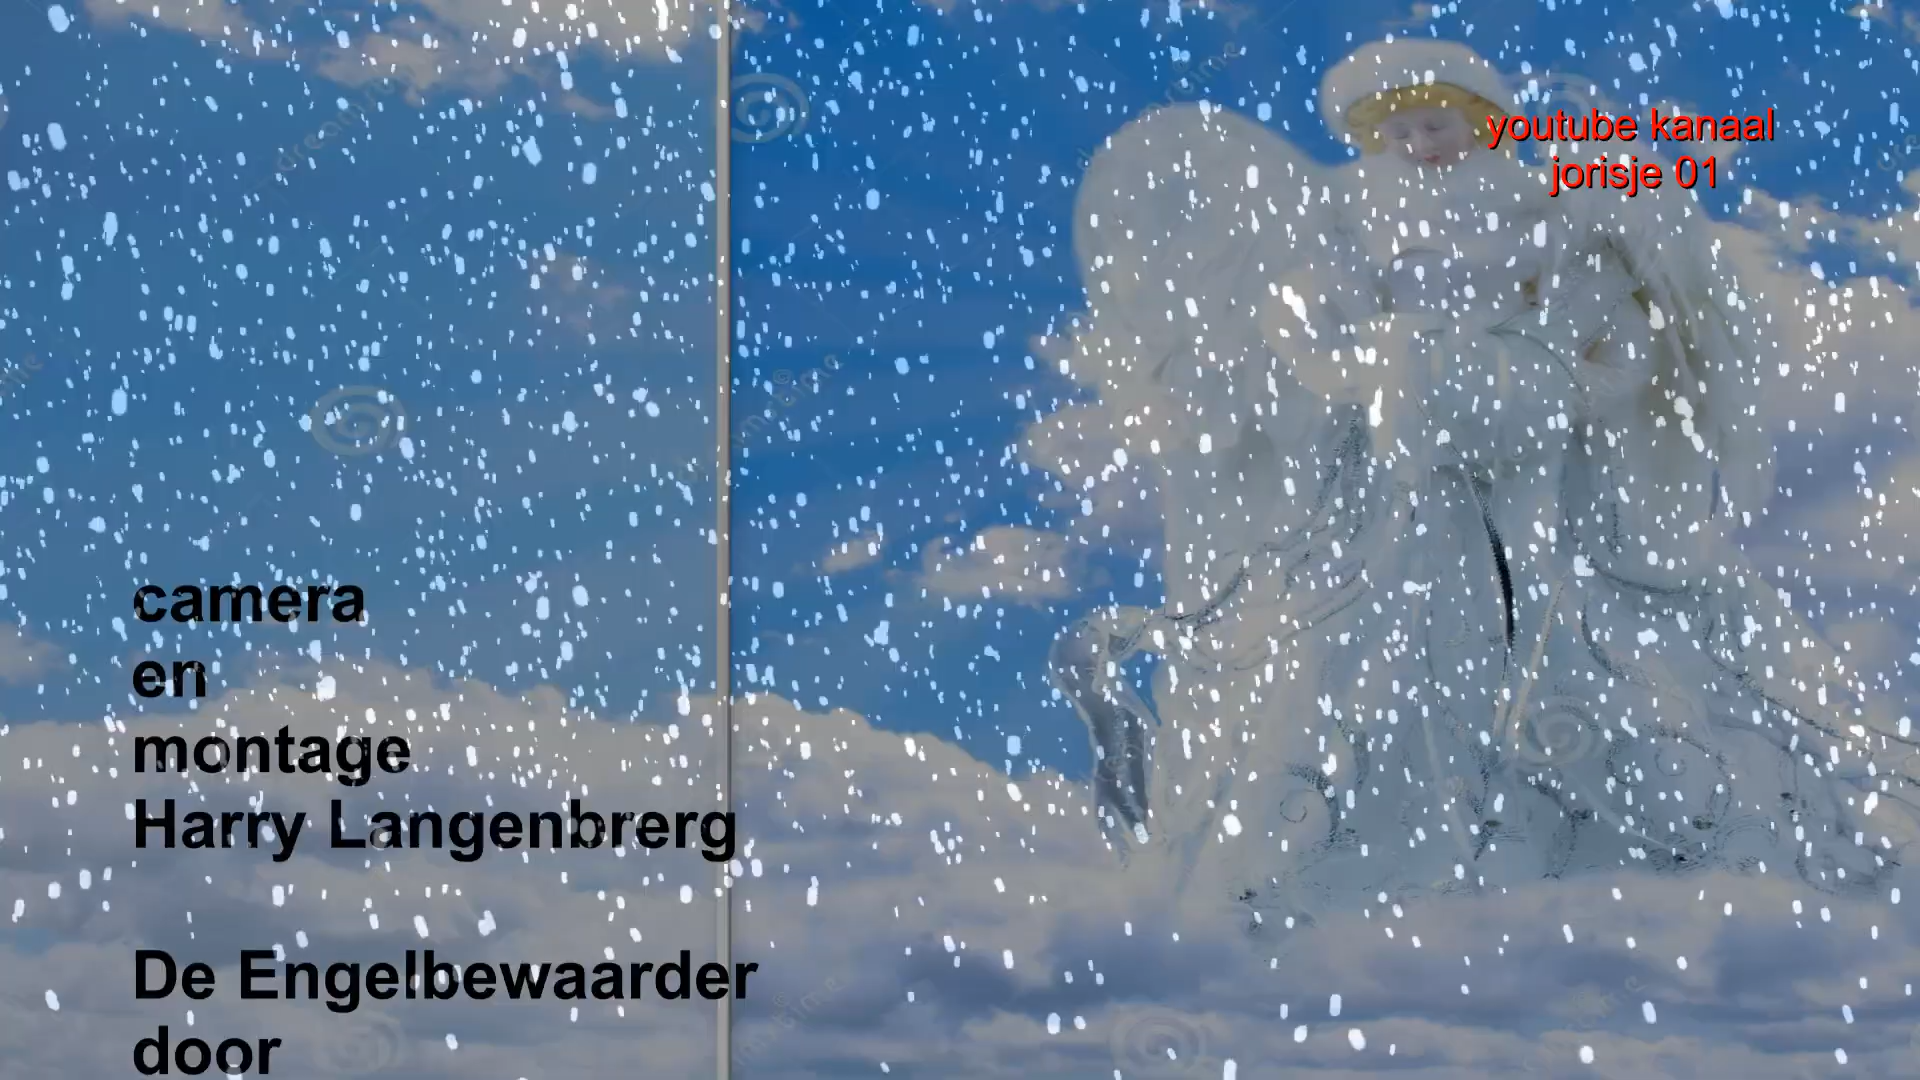 youtube kanaal
jorisje 01
camera
en
montage
Harry Langenbrerg
De Engelbewaarder
door